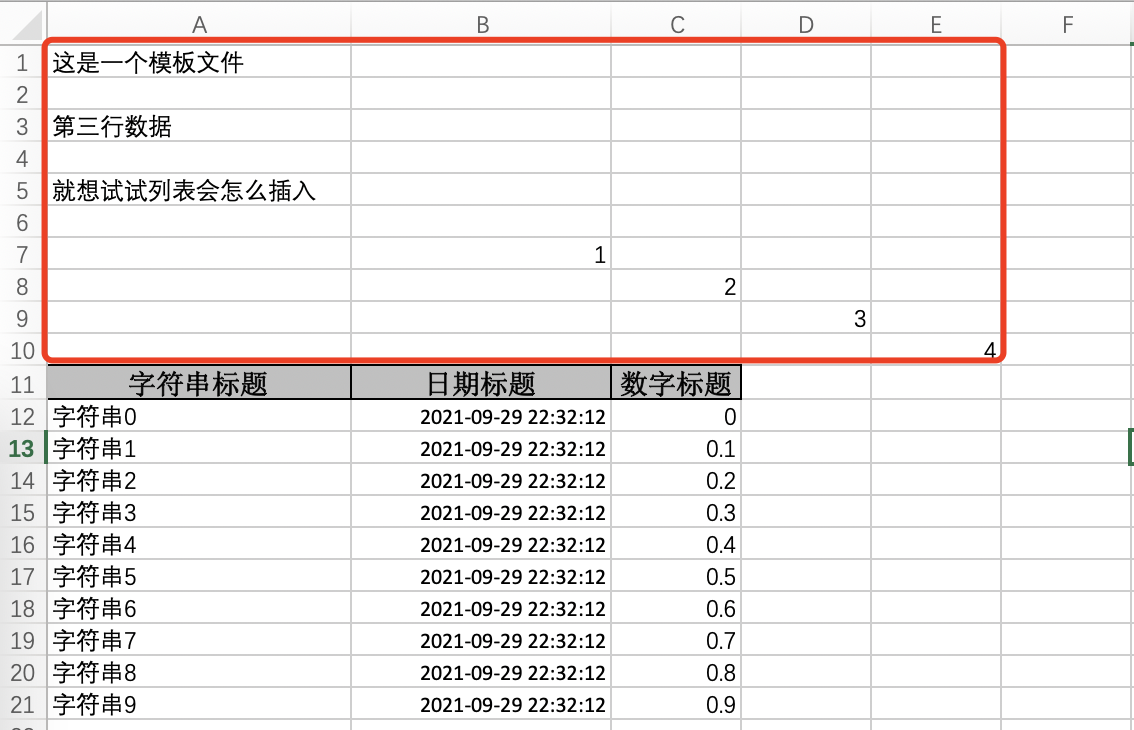 A B C D E F
1 这是一个模板文件
2
3 第三行数据
4
5 就想试试列表会怎么插入
6
7 1
8 2
9 3
10 4
11 字符串标题 日期标题 数字标题
12 字符串0 2021-09-29 22:32:12 0
13 字符串1 2021-09-29 22:32:12 0.1
14 字符串2 2021-09-29 22:32:12 0.2
15 字符串3 2021-09-29 22:32:12 0.3
16 字符串4 2021-09-29 22:32:12 0.4
17 字符串5 2021-09-29 22:32:12 0.5
18 字符串6 2021-09-29 22:32:12 0.6
19 字符串7 2021-09-29 22:32:12 0.7
20 字符串8 2021-09-29 22:32:12 0.8
21 字符串9 2021-09-29 22:32:12 0.9